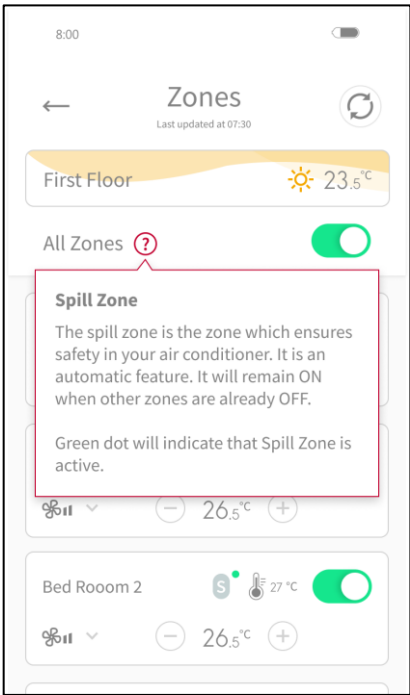 8:00
Zones
Last updated at 07:30
First Floor 23.5°C
All Zones ?
Spill Zone
The spill zone is the zone which ensures
safety in your air conditioner. It is an
automatic feature. It will remain ON
when other zones are already OFF.
Green dot will indicate that Spill Zone is
active.
26.5°C
Bed Rooom 2 S 27 °C
26.5°C